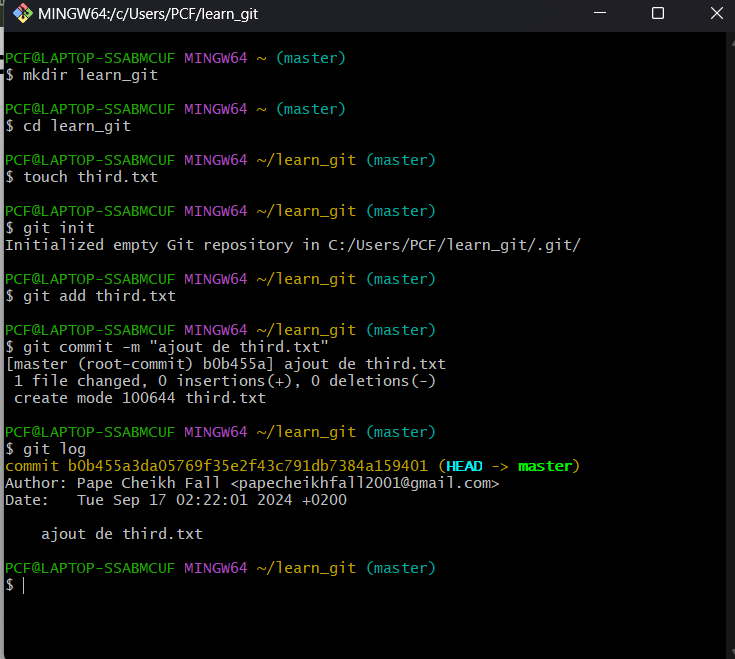 MINGW64:/c/Users/PCF/learn_git
PCF@LAPTOP-SSABMCUF MINGW64 ~ (master)
$ mkdir learn_git
PCF@LAPTOP-SSABMCUF MINGW64 ~ (master)
$ cd learn_git
PCF@LAPTOP-SSABMCUF MINGW64 ~/learn_git (master)
$ touch third.txt
PCF@LAPTOP-SSABMCUF MINGW64 ~/learn_git (master)
$ git init
Initialized empty Git repository in C:/Users/PCF/learn_git/.git/
PCF@LAPTOP-SSABMCUF MINGW64 ~/learn_git (master)
$ git add third.txt
PCF@LAPTOP-SSABMCUF MINGW64 ~/learn_git (master)
$ git commit -m "ajout de third.txt"
[master (root-commit) b0b455a] ajout de third.txt
 1 file changed, 0 insertions(+), 0 deletions(-)
 create mode 100644 third.txt
PCF@LAPTOP-SSABMCUF MINGW64 ~/learn_git (master)
$ git log
commit b0b455a3da05769f35e2f43c791db7384a159401 (HEAD -> master)
Author: Pape Cheikh Fall <papecheikhfall2001@gmail.com>
Date:   Tue Sep 17 02:22:01 2024 +0200
    ajout de third.txt
PCF@LAPTOP-SSABMCUF MINGW64 ~/learn_git (master)
$